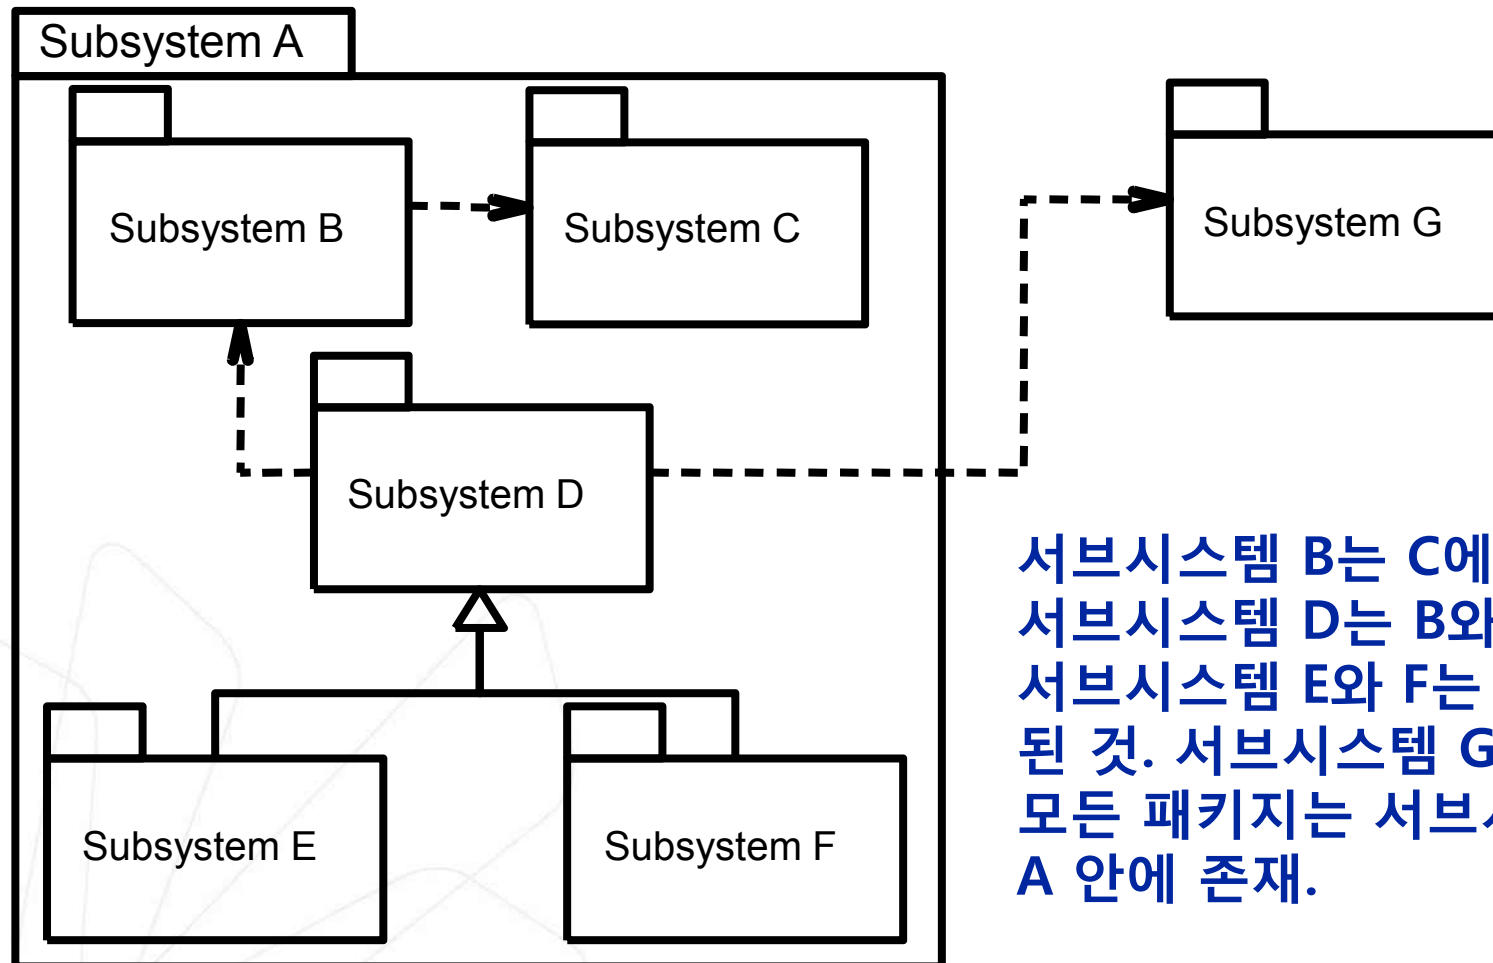 Subsystem A
Subsystem B
Subsystem C
Subsystem G
Subsystem D
Subsystem E
Subsystem F
서브시스템 B는 C에
서브시스템 D는 B와
서브시스템 E와 F는
된 것. 서브시스템 G
모든 패키지는
A 안에 존재.